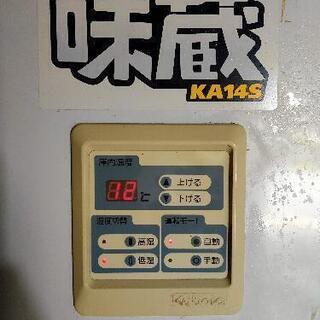 味蔵
KA14S
庫内温度
12 ℃
上げる
下げる
湿度切替
運転モード
高湿
自動
低湿
手動